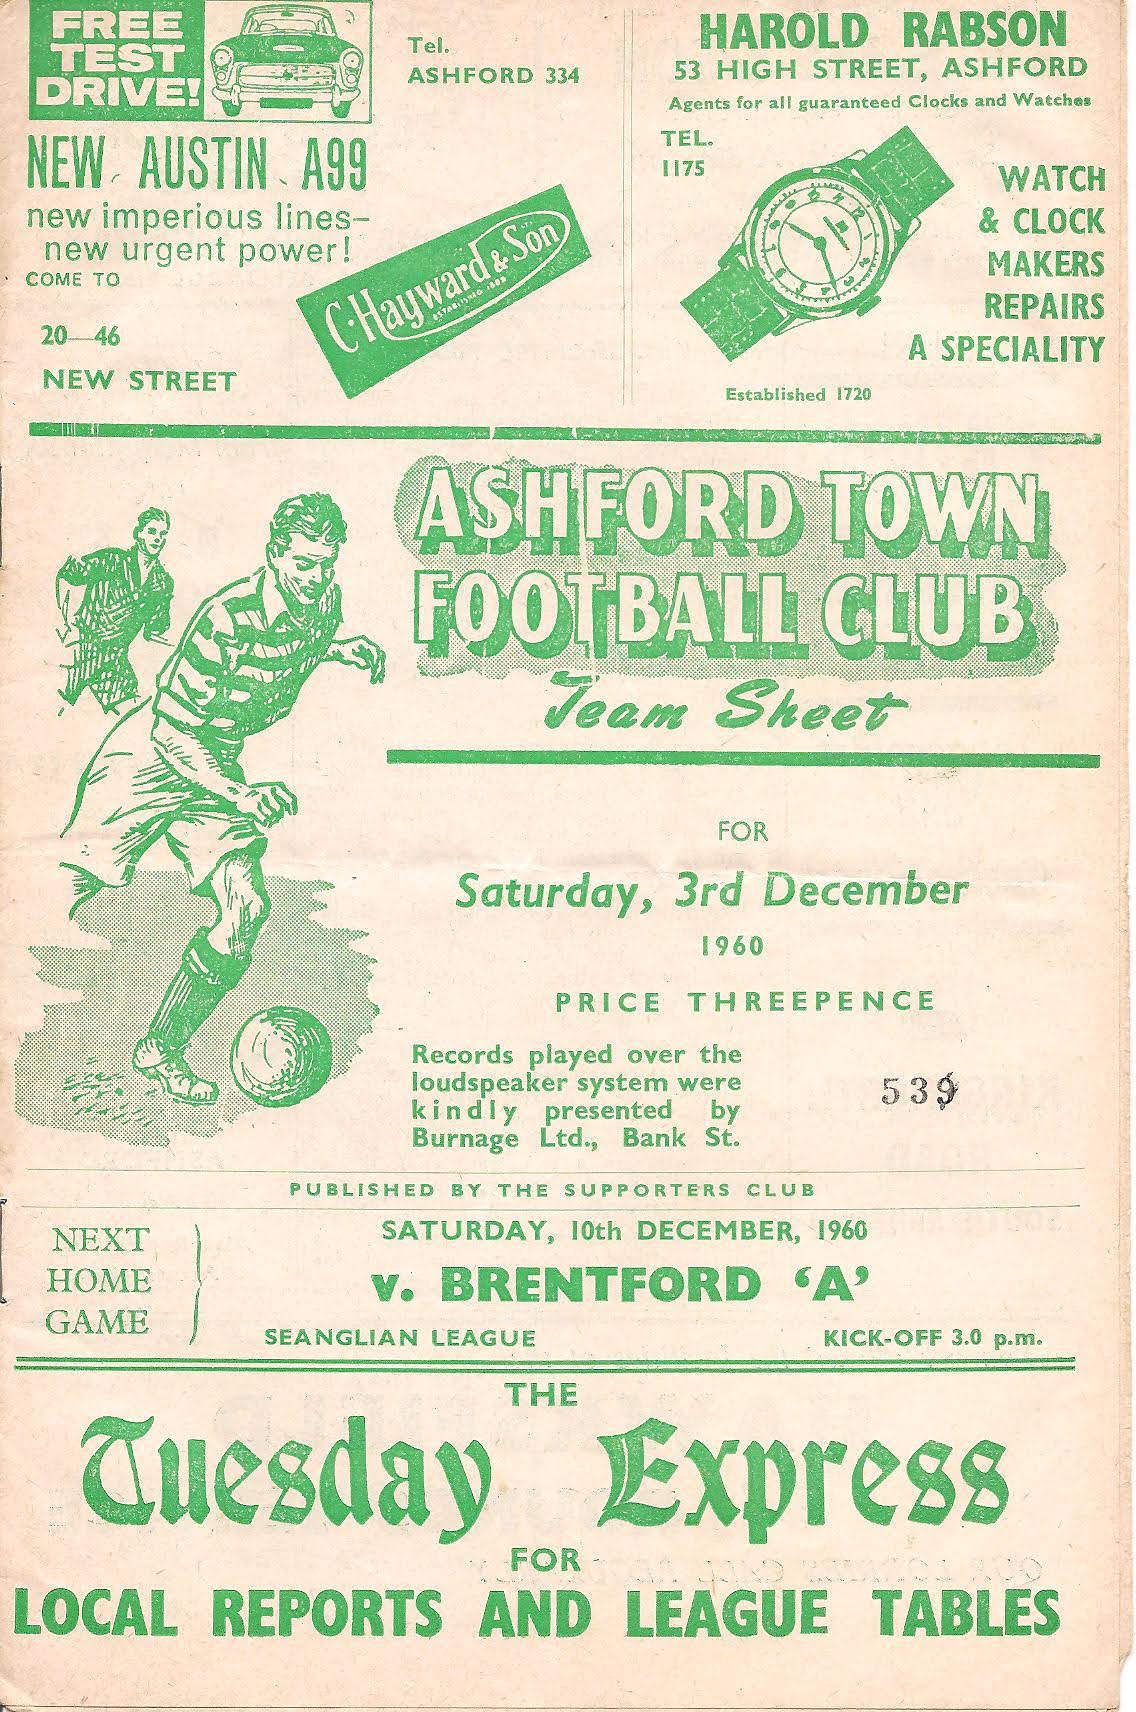 FREE
TEST
DRIVE!
NEW AUSTIN A99
new imperious lines–
new urgent power!
COME TO
20—46
NEW STREET
Tel.
ASHFORD 334
C. Hayward & Son
ESTABLISHED
HAROLD RABSON
53 HIGH STREET, ASHFORD
Agents for all guaranteed Clocks and Watches
TEL.
1175
WATCH
& CLOCK
MAKERS
REPAIRS
A SPECIALITY
Established 1720
ASHFORD TOWN
FOOTBALL CLUB
Team Sheet
FOR
Saturday, 3rd December
1960
PRICE THREEPENCE
Records played over the
loudspeaker system were
kindly presented by
Burnage Ltd., Bank St.
539
PUBLISHED BY THE SUPPORTERS CLUB
NEXT
HOME
GAME
SATURDAY, 10th DECEMBER, 1960
v. BRENTFORD ‘A’
SEANGLIAN LEAGUE KICK-OFF 3.0 p.m.
THE
Tuesday Express
FOR
LOCAL REPORTS AND LEAGUE TABLES